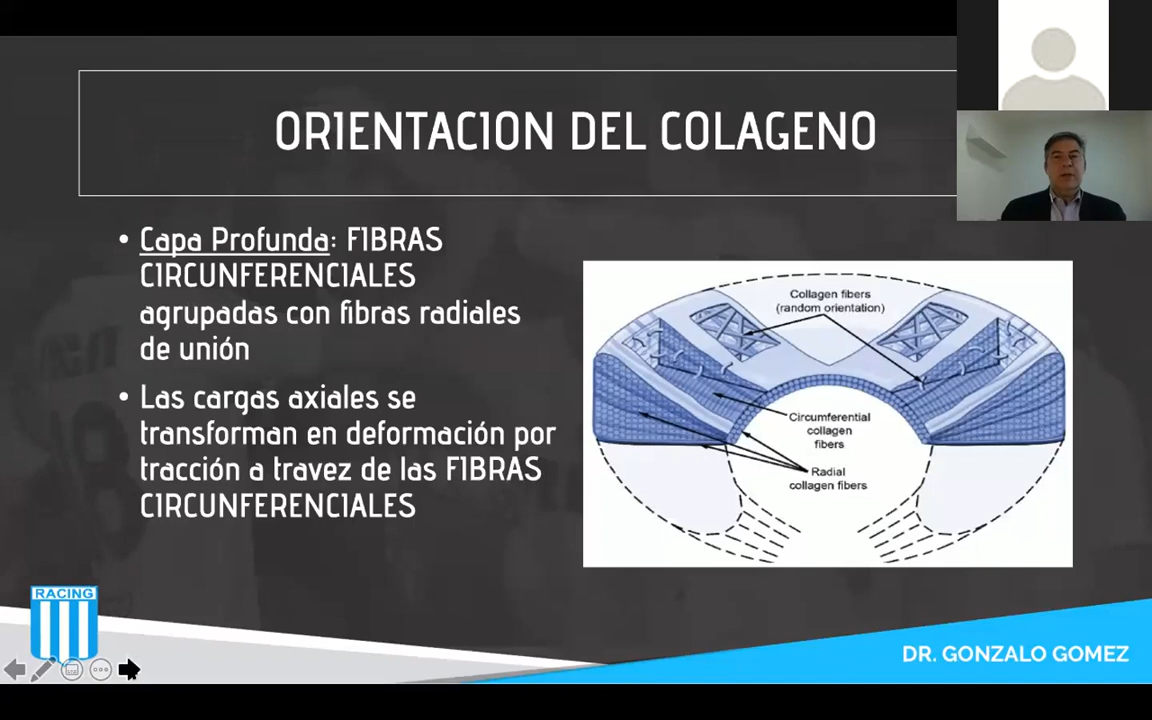 ORIENTACION DEL COLAGENO
• Capa Profunda: FIBRAS
CIRCUNFERENCIALES
agrupadas con fibras radiales
de unión
• Las cargas axiales se
transforman en deformación por
tracción a travez de las FIBRAS
CIRCUNFERENCIALES
Collagen fibers
(random orientation)
Circumferential
collagen
fibers
Radial
collagen fibers
RACING
DR. GONZALO GOMEZ